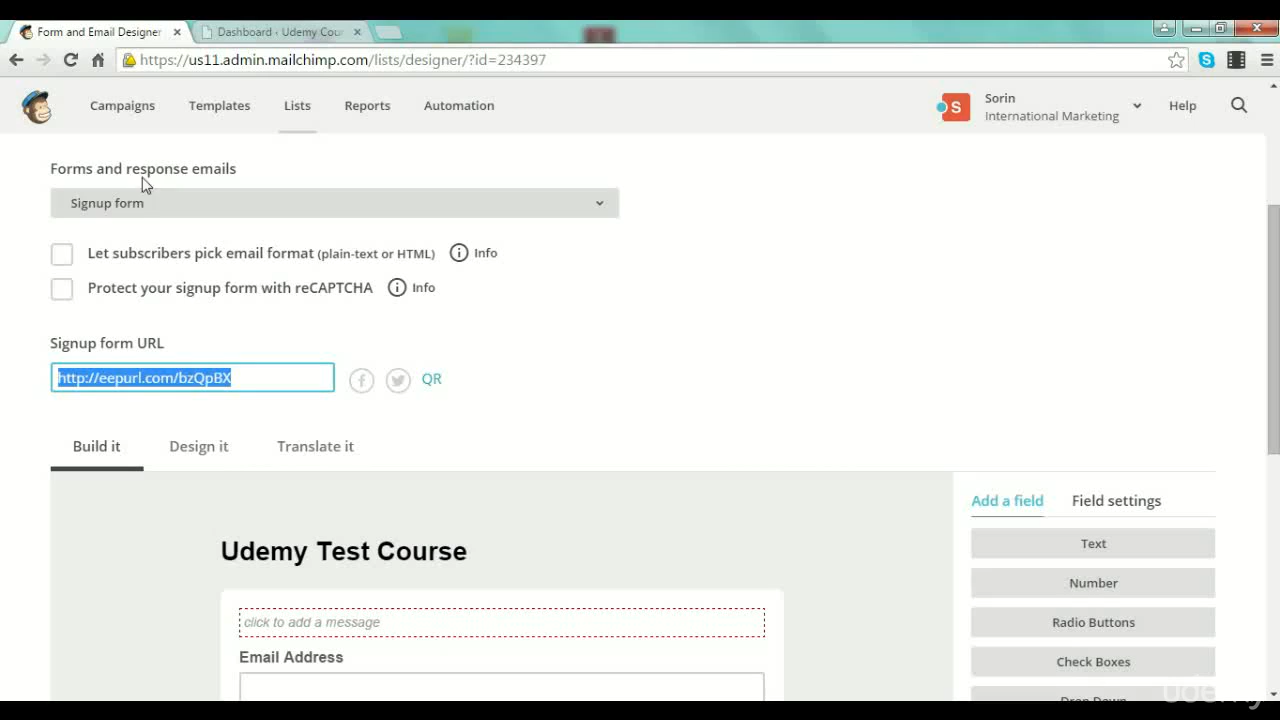 Form and Email Designer
Dashboard - Udemy Cour
https://us11.admin.mailchimp.com/lists/designer/?id=234397
Campaigns Templates Lists Reports Automation
S
Sorin
International Marketing
Help
Forms and response emails
Signup form
Let subscribers pick email format (plain-text or HTML) Info
Protect your signup form with reCAPTCHA Info
Signup form URL
http://eepurl.com/bzQpBX QR
Build it Design it Translate it
Add a field Field settings
Udemy Test Course
click to add a message
Email Address
Text
Number
Radio Buttons
Check Boxes
Drop Down
udemy